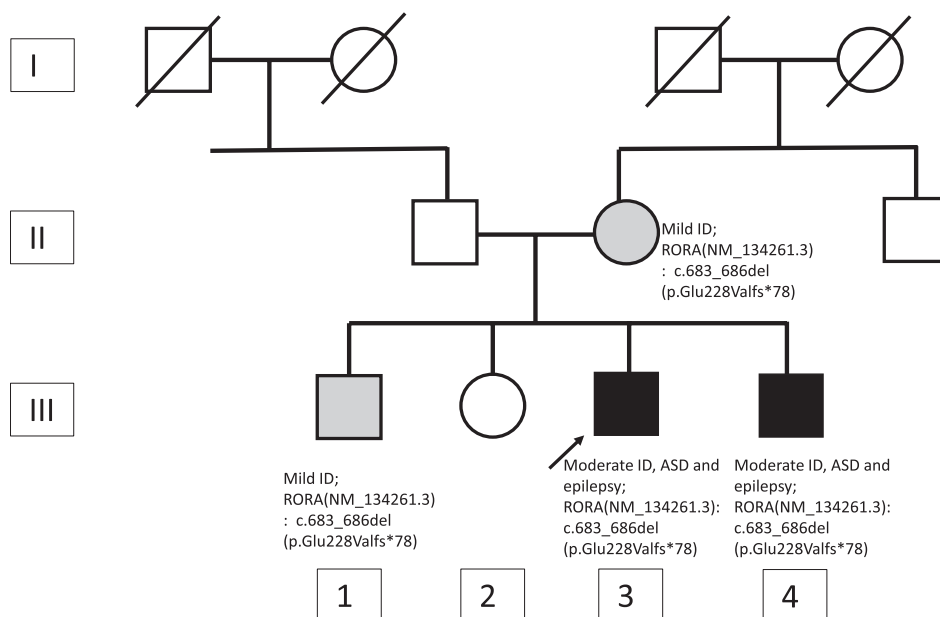 I
II
Mild ID;
RORA(NM_134261.3)
: c.683_686del
(p.Glu228Valfs*78)
III
Mild ID;
RORA(NM_134261.3)
: c.683_686del
(p.Glu228Valfs*78)
Moderate ID, ASD and
epilepsy;
RORA(NM_134261.3):
c.683_686del
(p.Glu228Valfs*78)
Moderate ID, ASD and
epilepsy;
RORA(NM_134261.3):
c.683_686del
(p.Glu228Valfs*78)
1
2
3
4